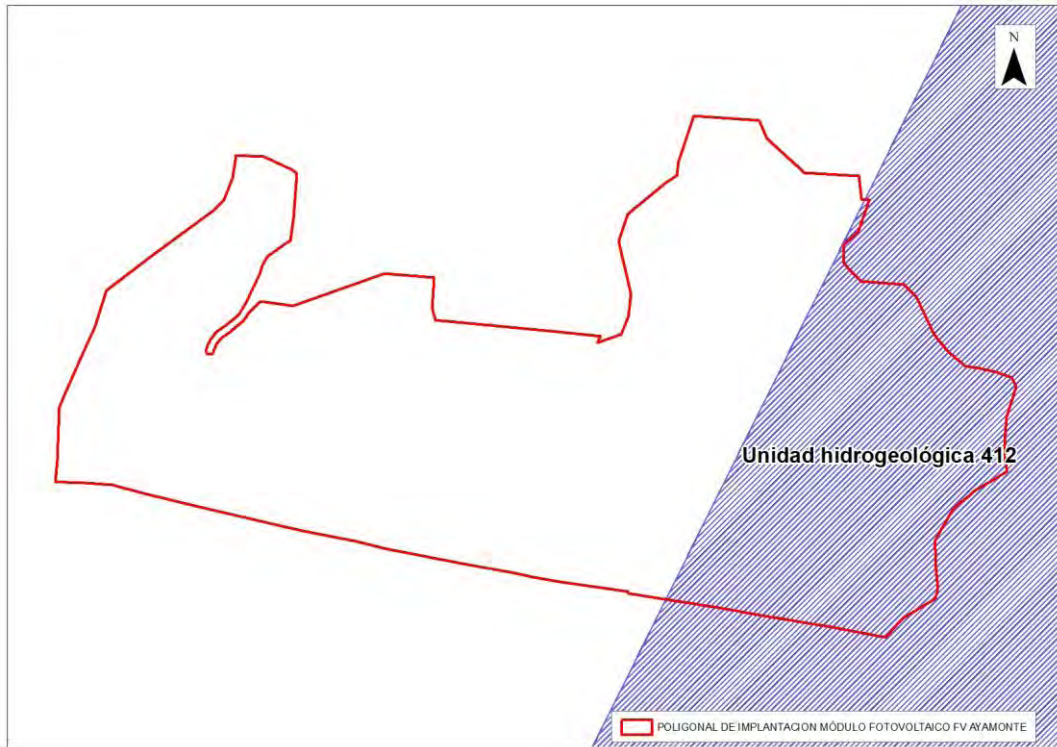 N
Unidad hidrogeológica 412
POLIGONAL DE IMPLANTACION MÓDULO FOTOVOLTAICO FV AYAMONTE